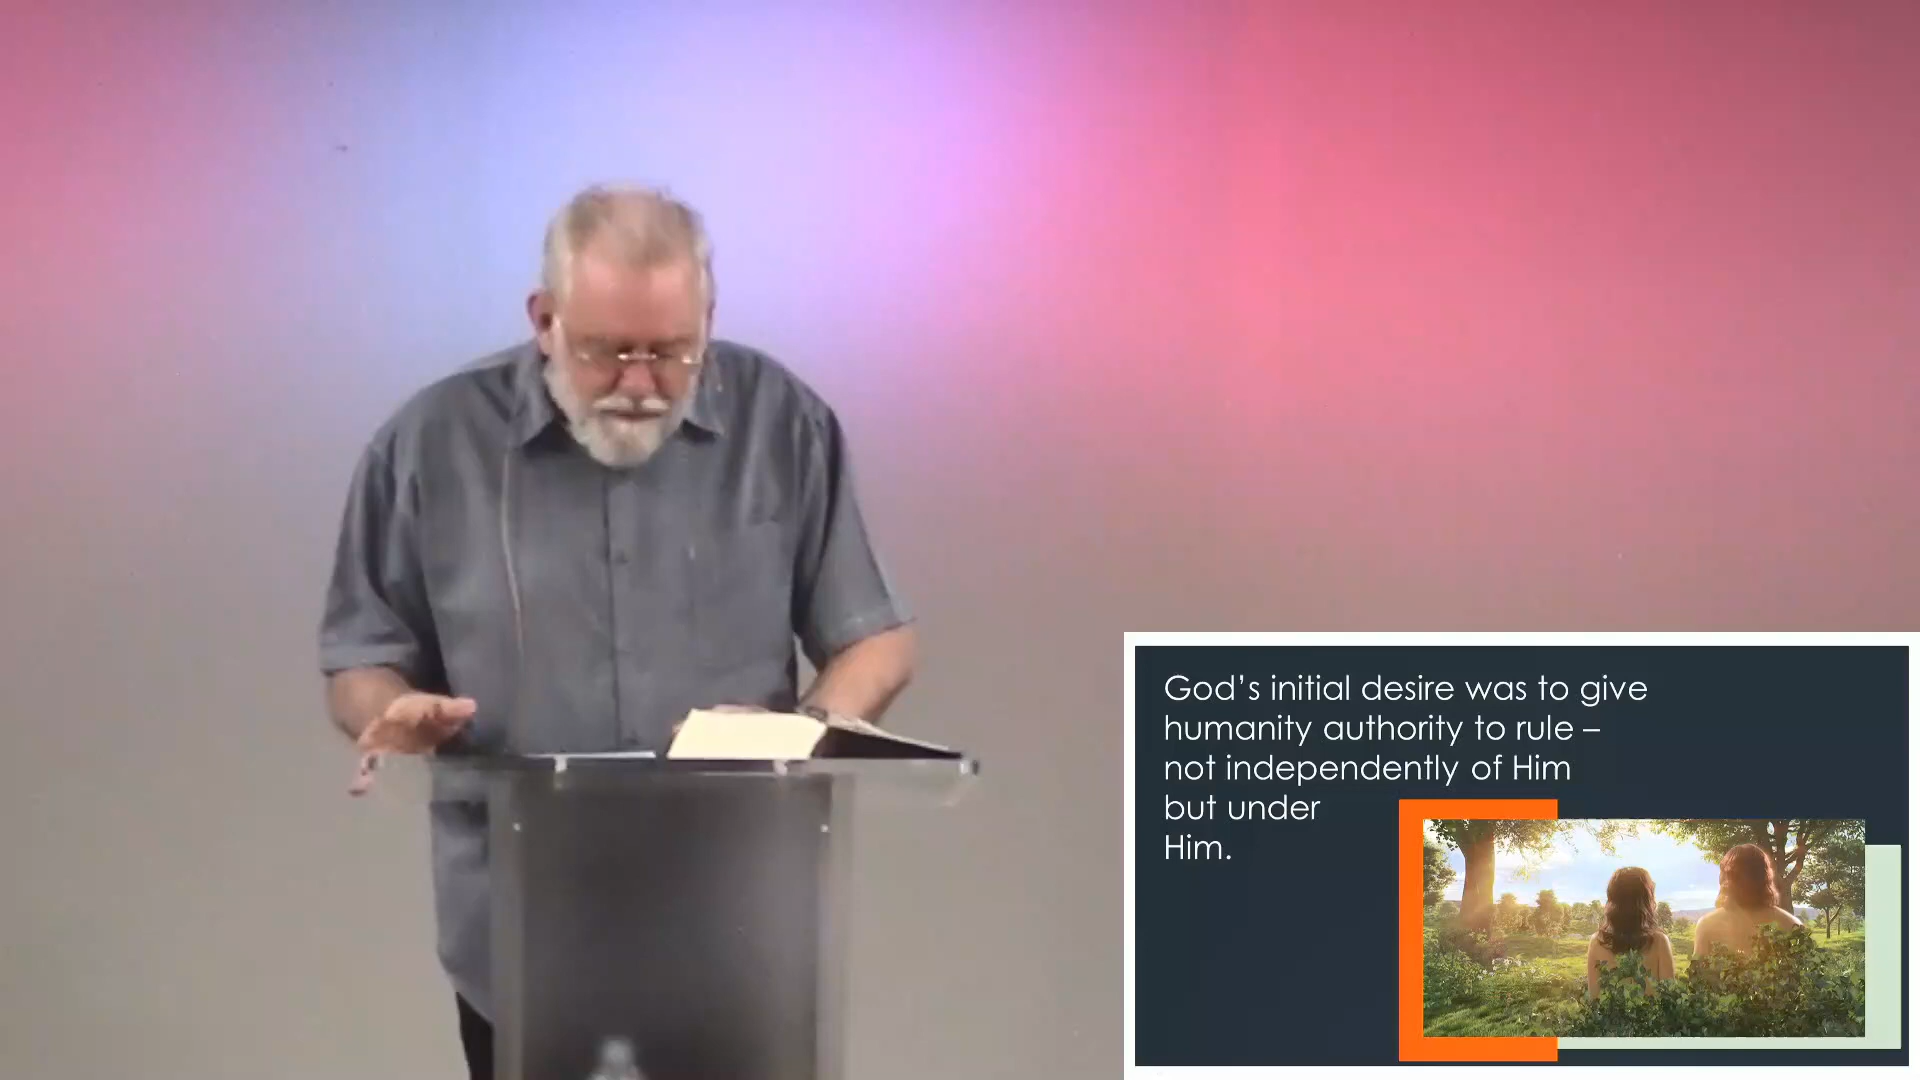 God’s initial desire was to give
humanity authority to rule –
not independently of Him
but under
Him.